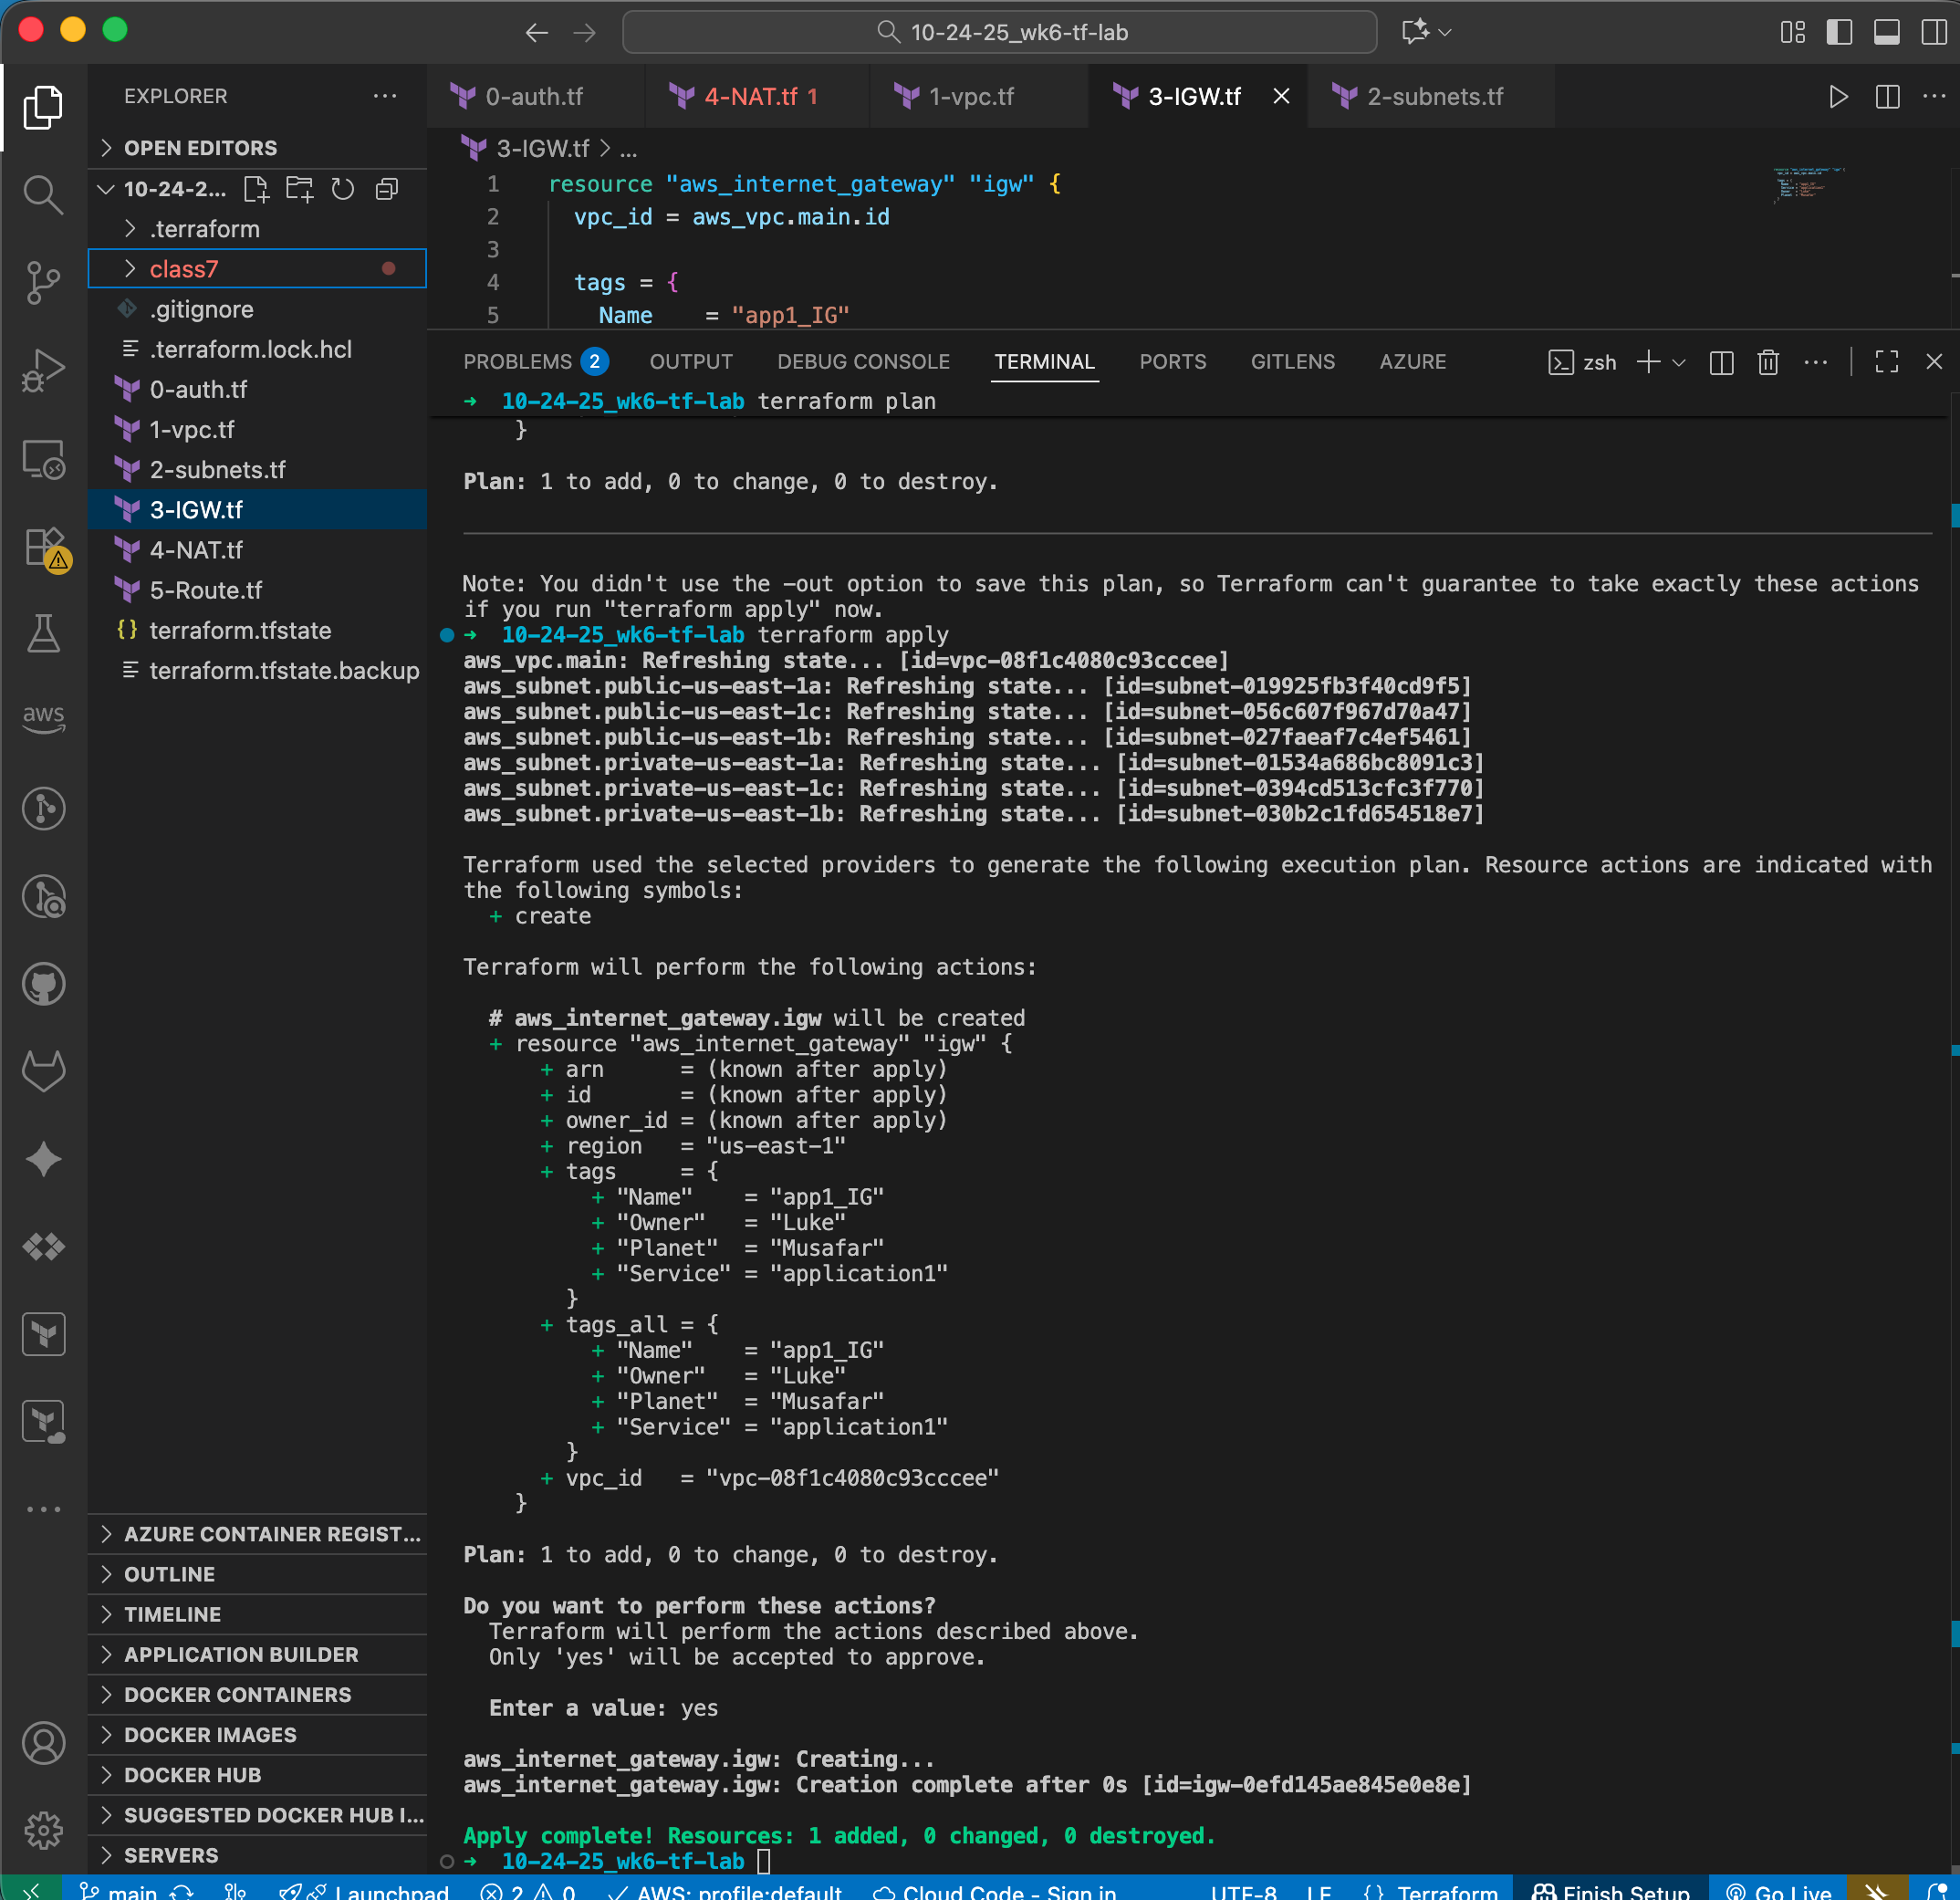 10-24-25_wk6-tf-lab
EXPLORER
0-auth.tf
4-NAT.tf 1
1-vpc.tf
3-IGW.tf
2-subnets.tf
OPEN EDITORS
10-24-2...
.terraform
class7
.gitignore
.terraform.lock.hcl
0-auth.tf
1-vpc.tf
2-subnets.tf
3-IGW.tf
4-NAT.tf
5-Route.tf
terraform.tfstate
terraform.tfstate.backup
aws
AZURE CONTAINER REGIST...
OUTLINE
TIMELINE
APPLICATION BUILDER
DOCKER CONTAINERS
DOCKER IMAGES
DOCKER HUB
SUGGESTED DOCKER HUB I...
SERVERS
3-IGW.tf > ...
1 resource "aws_internet_gateway" "igw" {
2 vpc_id = aws_vpc.main.id
3
4 tags = {
5 Name = "app1_IG"
PROBLEMS 2 OUTPUT DEBUG CONSOLE TERMINAL PORTS GITLENS AZURE zsh
→ 10-24-25_wk6-tf-lab terraform plan
}
Plan: 1 to add, 0 to change, 0 to destroy.
Note: You didn't use the -out option to save this plan, so Terraform can't guarantee to take exactly these actions
if you run "terraform apply" now.
→ 10-24-25_wk6-tf-lab terraform apply
aws_vpc.main: Refreshing state... [id=vpc-08f1c4080c93cccee]
aws_subnet.public-us-east-1a: Refreshing state... [id=subnet-019925fb3f40cd9f5]
aws_subnet.public-us-east-1c: Refreshing state... [id=subnet-056c607f967d70a47]
aws_subnet.public-us-east-1b: Refreshing state... [id=subnet-027faeaf7c4ef5461]
aws_subnet.private-us-east-1a: Refreshing state... [id=subnet-01534a686bc8091c3]
aws_subnet.private-us-east-1c: Refreshing state... [id=subnet-0394cd513cfc3f770]
aws_subnet.private-us-east-1b: Refreshing state... [id=subnet-030b2c1fd654518e7]
Terraform used the selected providers to generate the following execution plan. Resource actions are indicated with
the following symbols:
+ create
Terraform will perform the following actions:
# aws_internet_gateway.igw will be created
+ resource "aws_internet_gateway" "igw" {
+ arn = (known after apply)
+ id = (known after apply)
+ owner_id = (known after apply)
+ region = "us-east-1"
+ tags = {
+ "Name" = "app1_IG"
+ "Owner" = "Luke"
+ "Planet" = "Musafar"
+ "Service" = "application1"
}
+ tags_all = {
+ "Name" = "app1_IG"
+ "Owner" = "Luke"
+ "Planet" = "Musafar"
+ "Service" = "application1"
}
+ vpc_id = "vpc-08f1c4080c93cccee"
}
Plan: 1 to add, 0 to change, 0 to destroy.
Do you want to perform these actions?
Terraform will perform the actions described above.
Only 'yes' will be accepted to approve.
Enter a value: yes
aws_internet_gateway.igw: Creating...
aws_internet_gateway.igw: Creation complete after 0s [id=igw-0efd145ae845e0e8e]
Apply complete! Resources: 1 added, 0 changed, 0 destroyed.
→ 10-24-25_wk6-tf-lab
main Launchpad 2 0 AWS: profile:default Cloud Code - Sign in UTF-8 LF {} Terraform Finish Setup Go Live